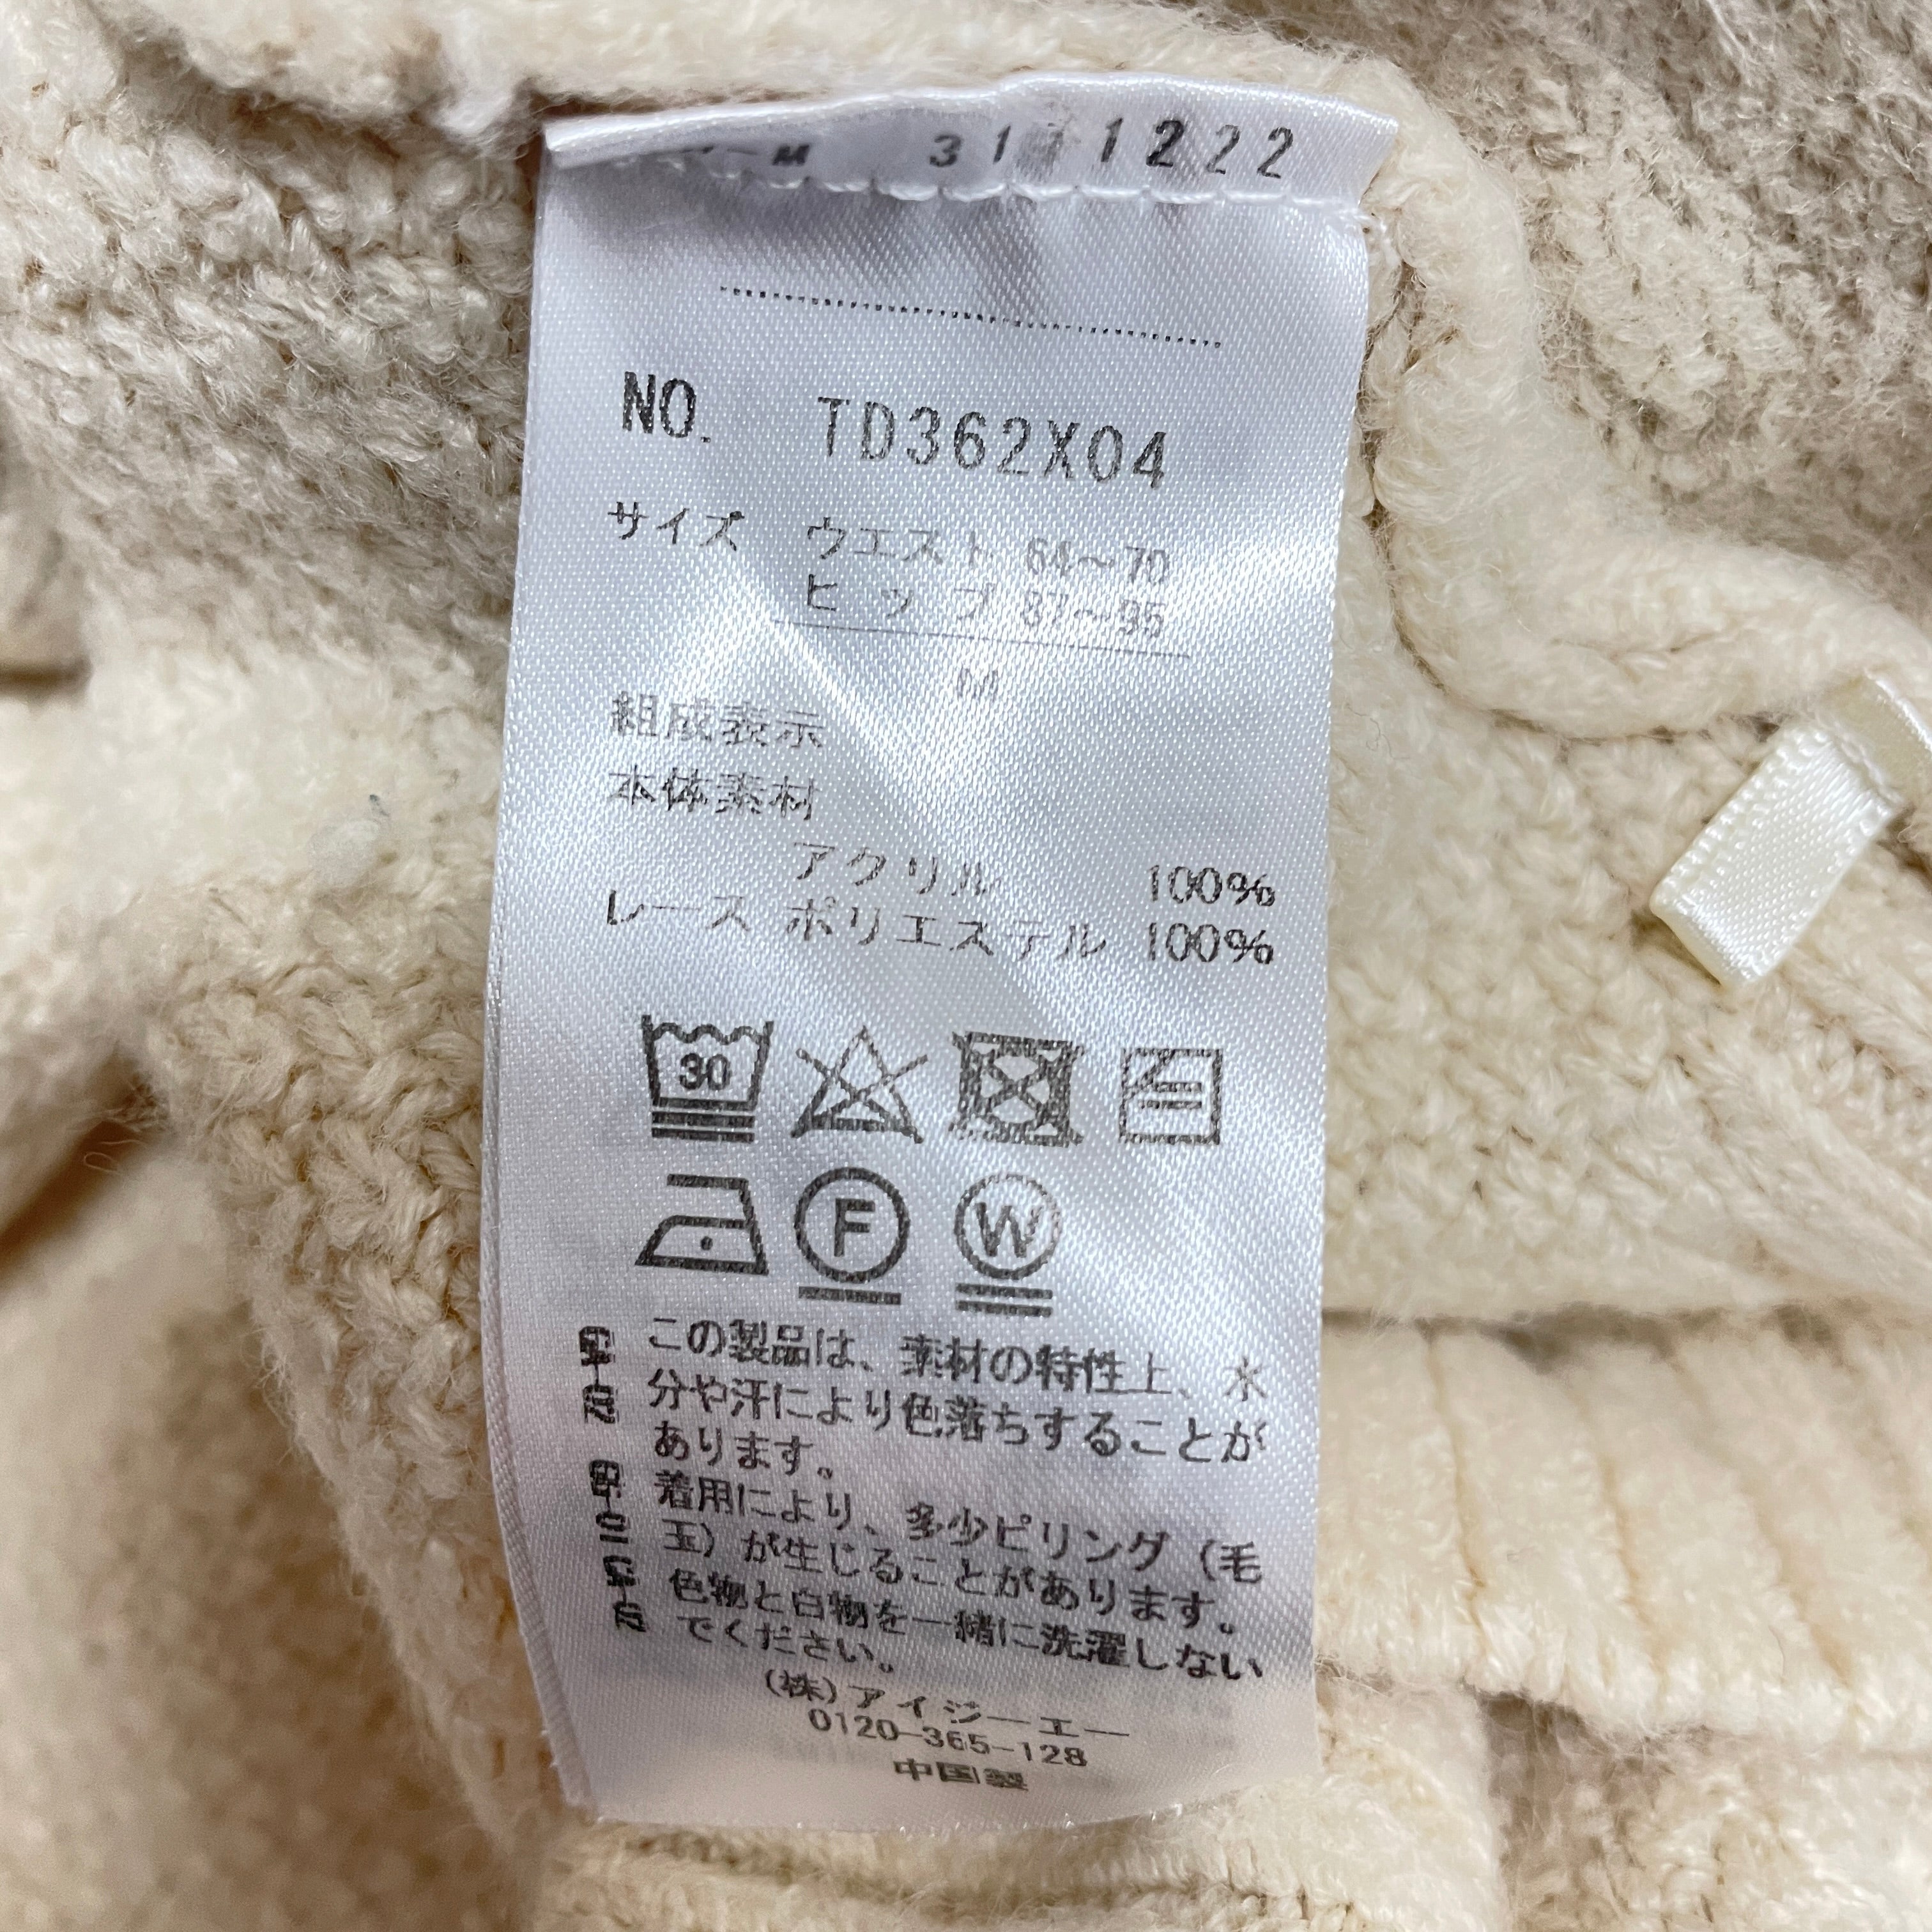 NO. TD362X04
サイズ ウエスト 64～70
ヒップ 87～95
M
組成表示
本体素材
アクリル 100%
レース ポリエステル 100%
30
F W
この製品は、素材の特性上、水
分や汗により色落ちすることが
あります。
着用により、多少ピリング(毛
玉)が生じることがあります。
色物と白物を一緒に洗濯しない
でください。
(株)アイジーエー
0120-365-128
中国製